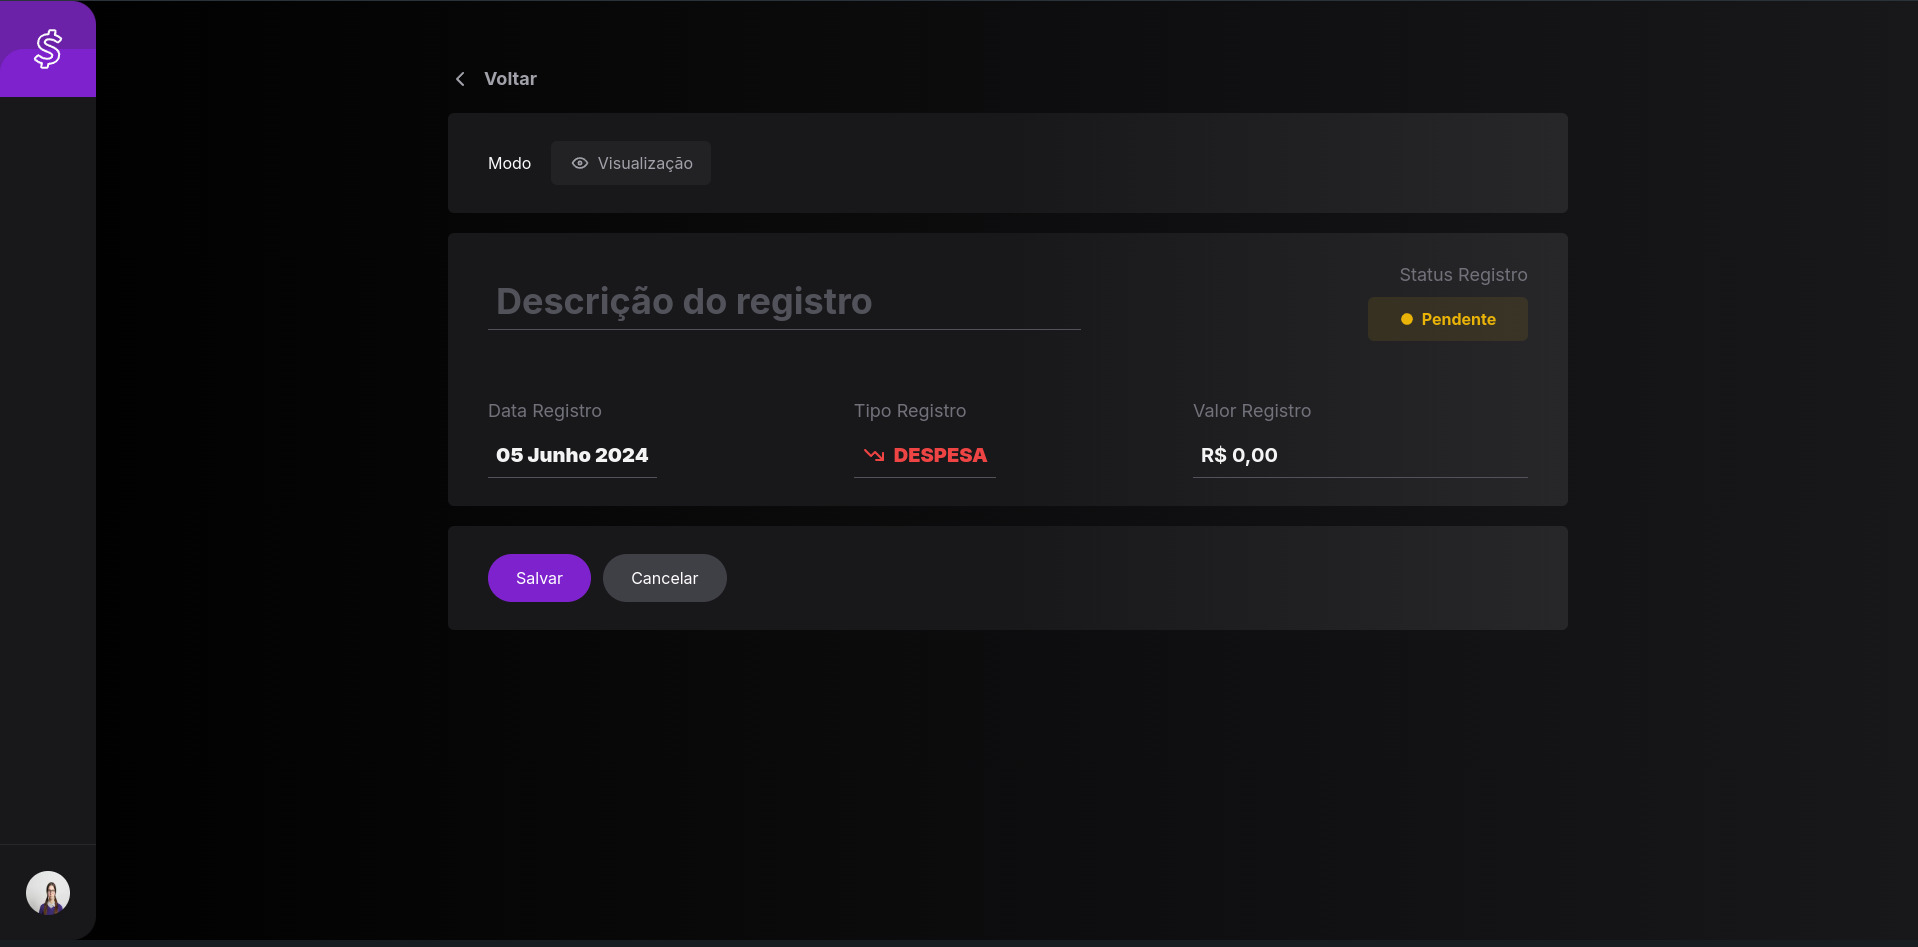 $
Voltar
Modo
Visualização
Descrição do registro
Status Registro
Pendente
Data Registro
Tipo Registro
Valor Registro
05 Junho 2024
DESPESA
R$ 0,00
Salvar
Cancelar